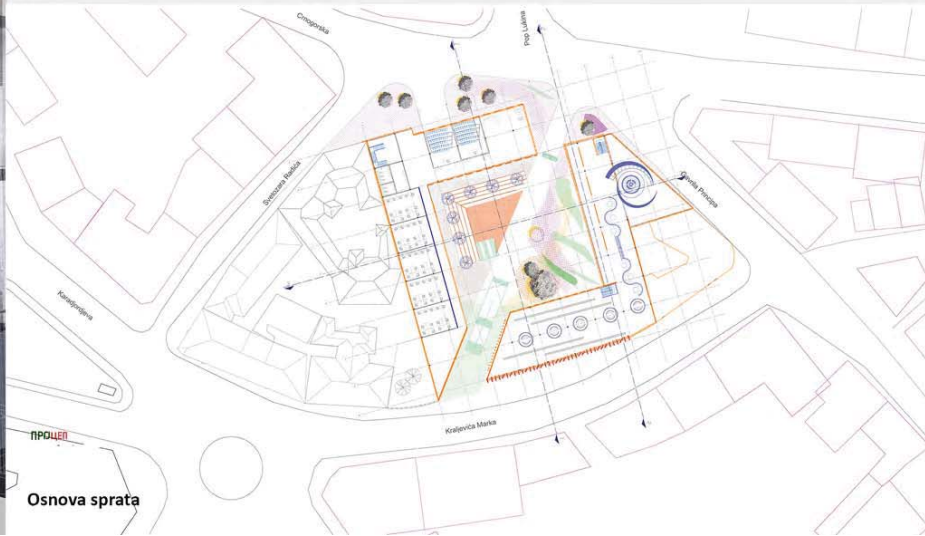 Crnogorska
Pop Lukina
Svetozara Radića
Gavrila Principa
Karadjordjeva
Kraljevića Marka
ПРОЦЕП
Osnova sprata